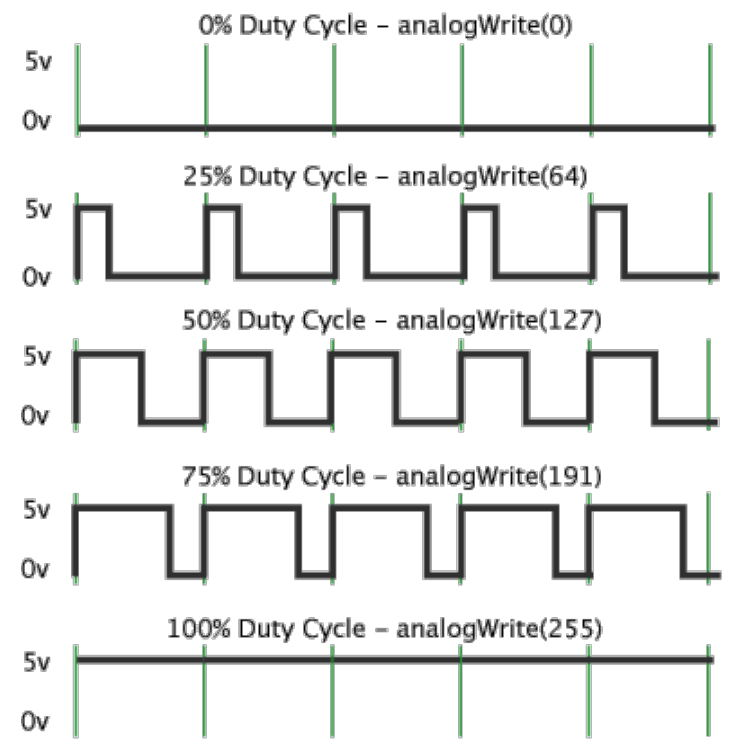 0% Duty Cycle – analogWrite(0)
5v
0v
25% Duty Cycle – analogWrite(64)
5v
0v
50% Duty Cycle – analogWrite(127)
5v
0v
75% Duty Cycle – analogWrite(191)
5v
0v
100% Duty Cycle – analogWrite(255)
5v
0v